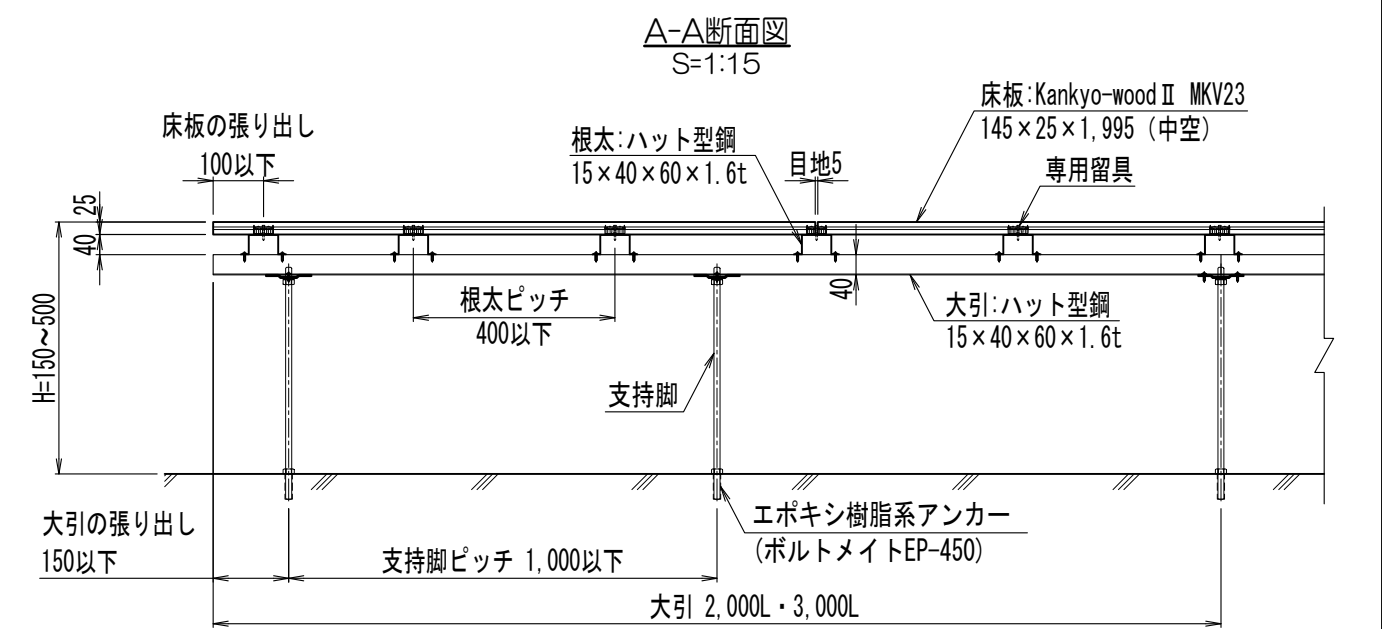 A-A断面図
S=1:15
床板:Kankyo-woodⅡ MKV23
145×25×1,995 (中空)
床板の張り出し
100以下
根太:ハット型鋼
15×40×60×1.6t
目地5
専用留具
25
40
H=150~500
根太ピッチ
400以下
40
大引:ハット型鋼
15×40×60×1.6t
支持脚
大引の張り出し
150以下
支持脚ピッチ 1,000以下
エポキシ樹脂系アンカー
(ボルトメイトEP-450)
大引 2,000L・3,000L